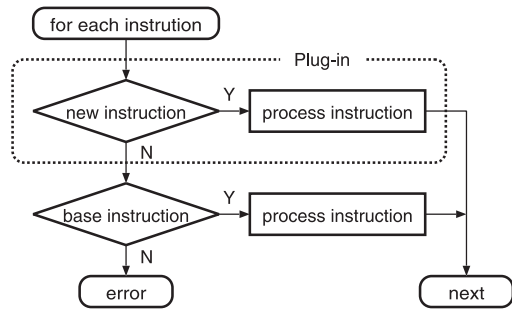 for each instrution
Plug-in
new instruction
Y
process instruction
N
base instruction
Y
process instruction
N
error
next